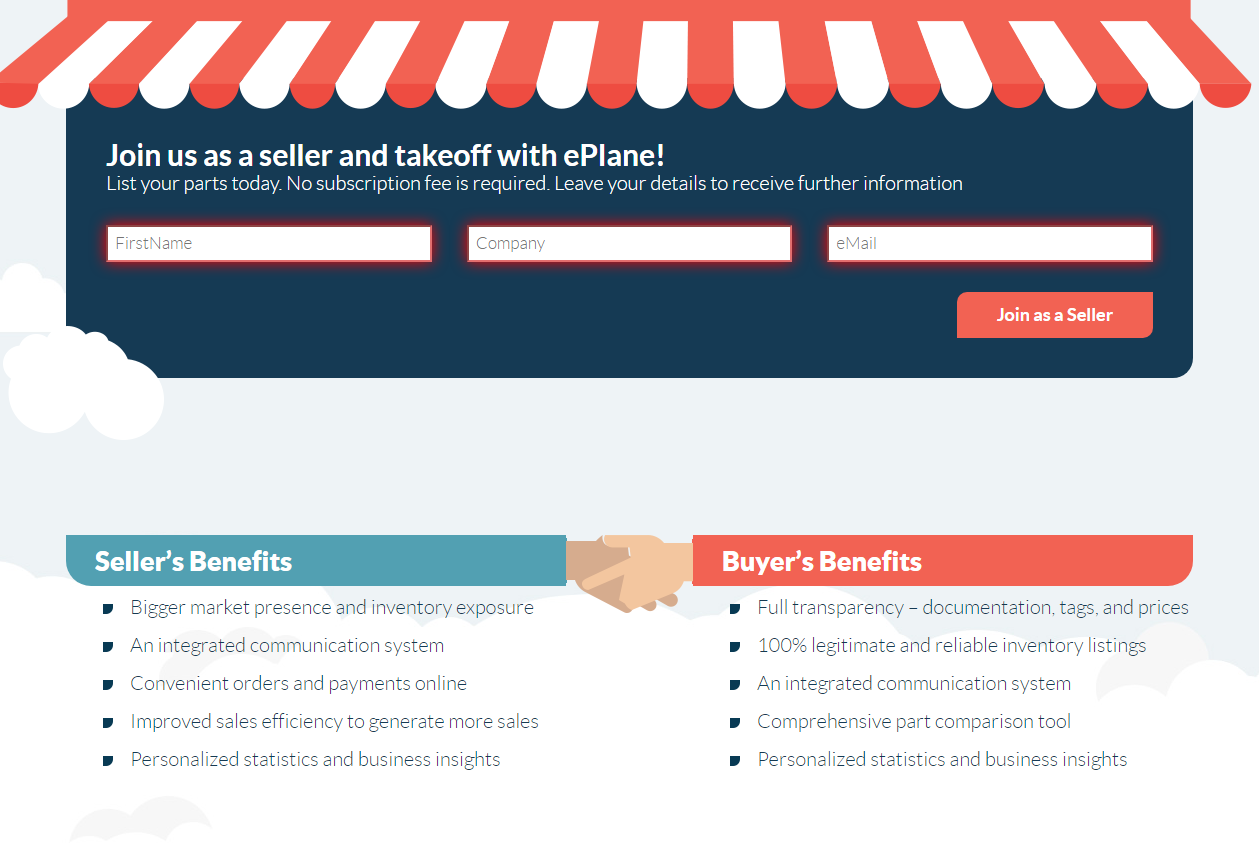 Join us as a seller and takeoff with ePlane!
List your parts today. No subscription fee is required. Leave your details to receive further information
FirstName
Company
eMail
Join as a Seller
Seller's Benefits
Bigger market presence and inventory exposure
An integrated communication system
Convenient orders and payments online
Improved sales efficiency to generate more sales
Personalized statistics and business insights
Buyer's Benefits
Full transparency – documentation, tags, and prices
100% legitimate and reliable inventory listings
An integrated communication system
Comprehensive part comparison tool
Personalized statistics and business insights